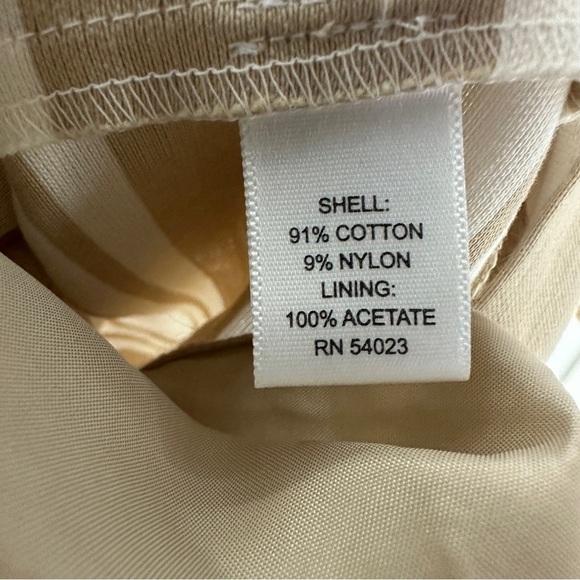 SHELL:
91% COTTON
9% NYLON
LINING:
100% ACETATE
RN 54023